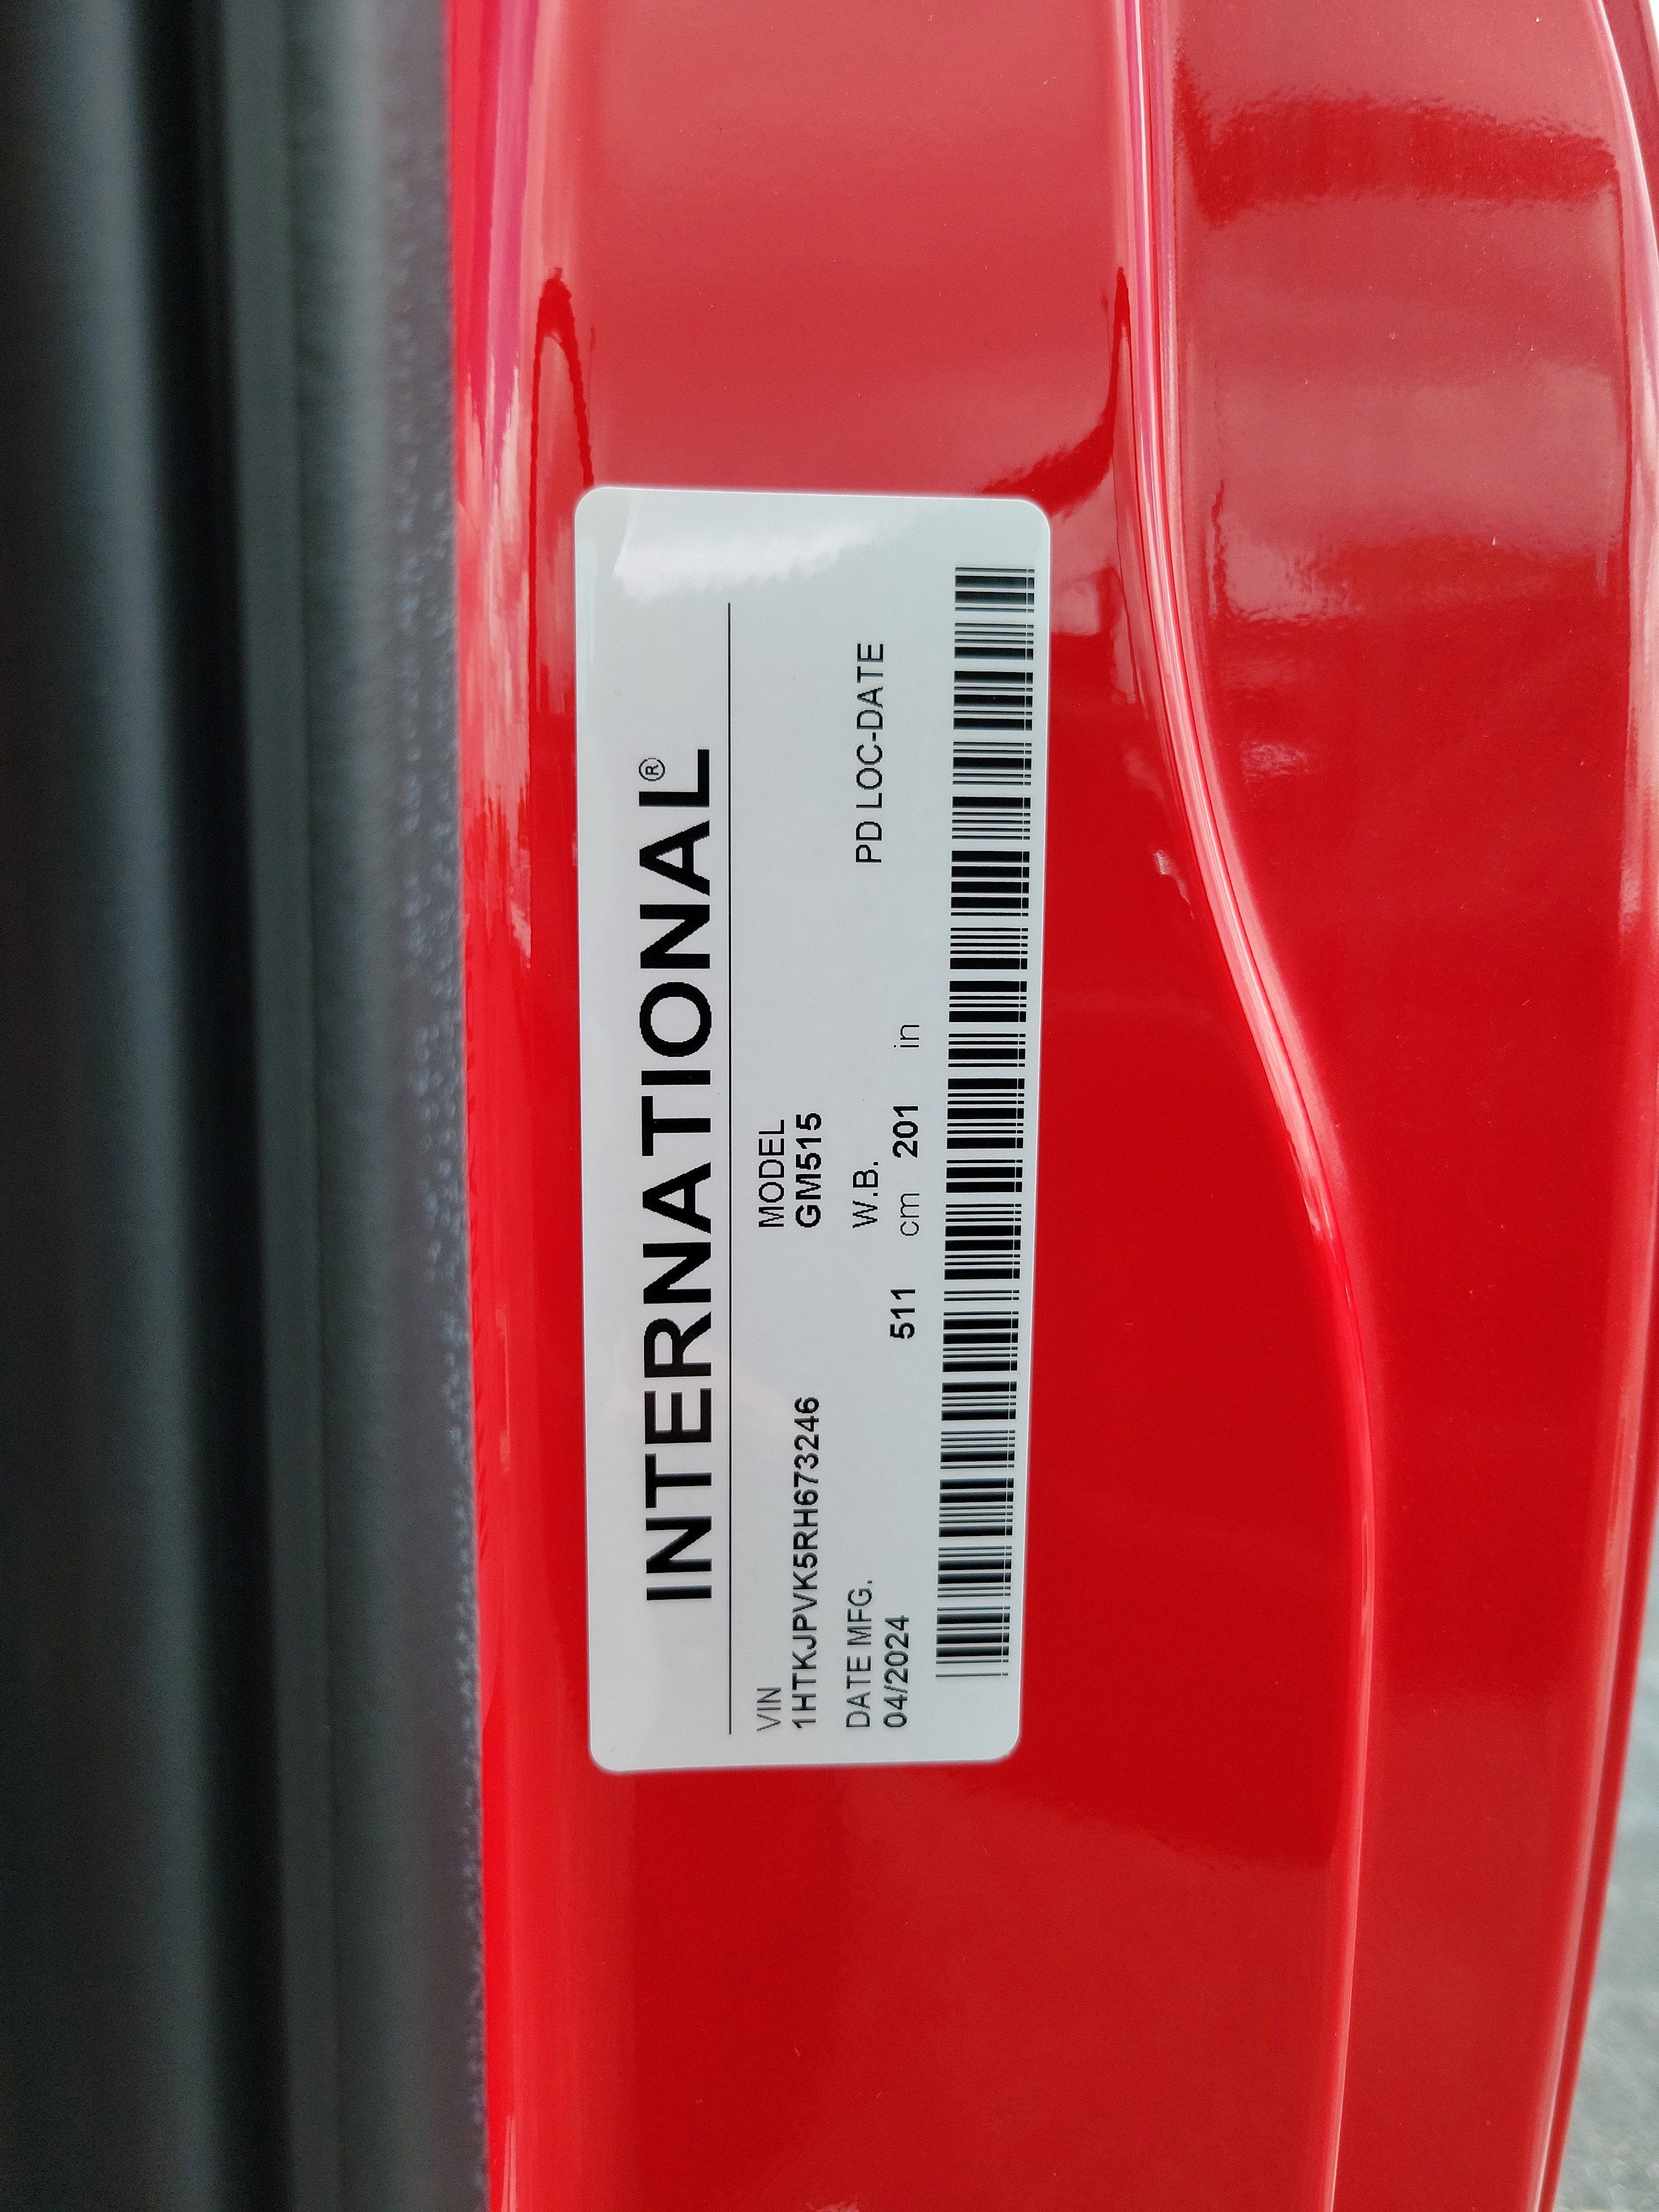 INTERNATIONAL®
VIN MODEL
1HTKJPVK5RH673246 GM515
DATE MFG. W.B. PD LOC-DATE
04/2024 511 cm 201 in